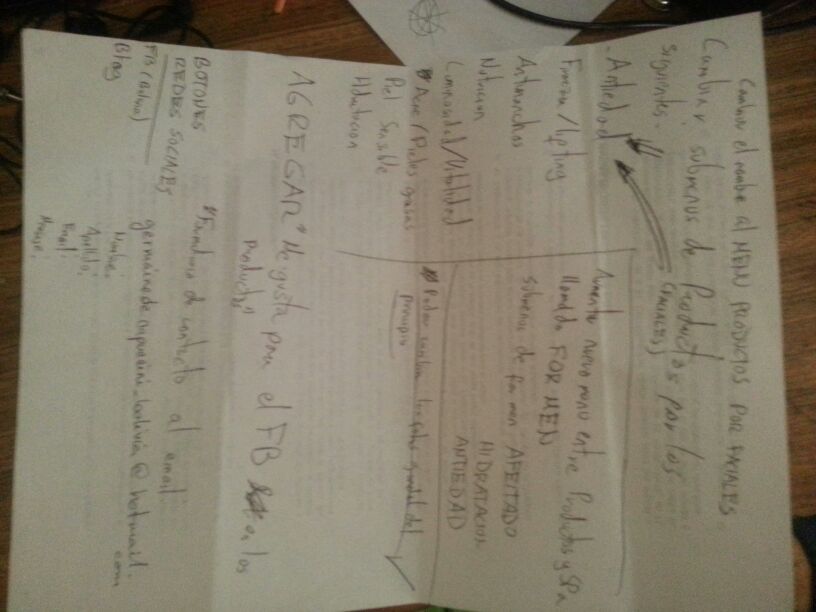 Cambiar el nombre al MENU PRODUCTOS POR FACIALES
Cambiar submenus de Productos por los
(FACIALES)
siguientes.
- Antiedad
Firmeza/lipting
Antimanchas
Nutricion
Luminosidad/Vitalidad
Acne/Pieles grasas
Piel Sensible
Hidratacion
Aumentar nuevo menu entre Productos y SPA
llamado FOR MEN
Submenus de for men: AFEITADO
HIDRATACION
ANTIEDAD
* Poder cambiar las fotos grandes del
principio
AGREGAR "Me gusta para el FB en los
Productos"
BOTONES
REDES SOCIALES
FB (Bolivia)
Blog
"Formulario de contacto al email:
germainedecapuccini_bolivia@hotmail.
com
Nombre:
Apellido:
Email:
Mensaje: